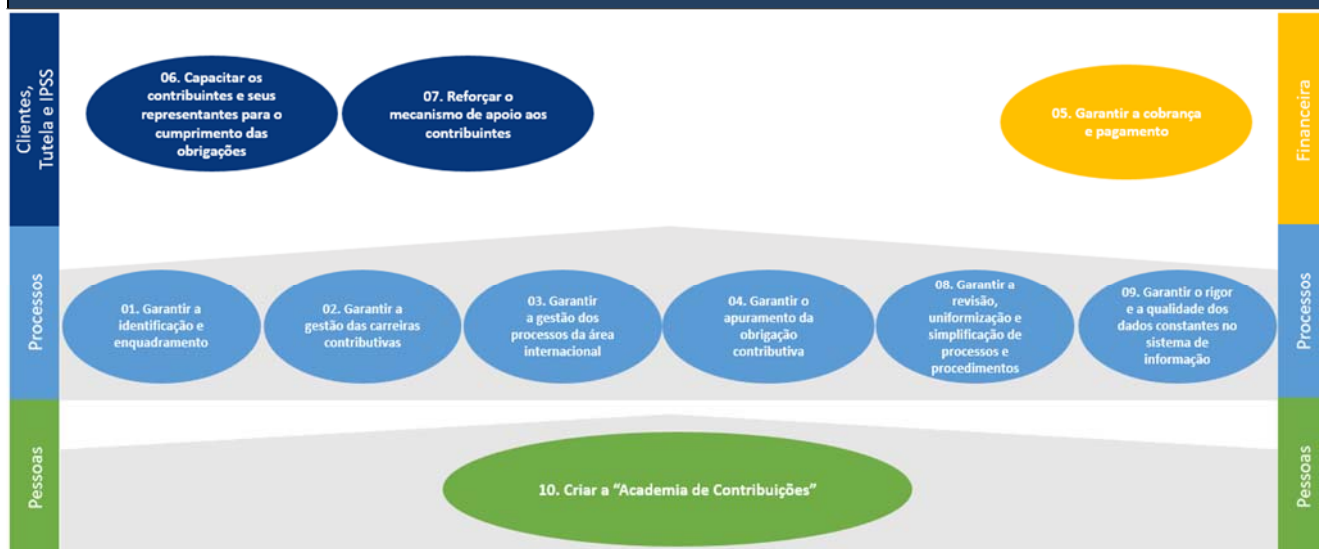 Clientes,
Tutela e IPSS
06. Capacitar os
contribuintes e seus
representantes para o
cumprimento das
obrigações
07. Reforçar o
mecanismo de apoio aos
contribuintes
05. Garantir a cobrança
e pagamento
Financeira
Processos
01. Garantir a
identificação e
enquadramento
02. Garantir a
gestão das carreiras
contributivas
03. Garantir
a gestão dos
processos da área
internacional
04. Garantir o
apuramento da
obrigação
contributiva
08. Garantir a
revisão,
uniformização e
simplificação de
processos e
procedimentos
09. Garantir o rigor
e a qualidade dos
dados constantes no
sistema de
informação
Processos
Pessoas
10. Criar a “Academia de Contribuições”
Pessoas